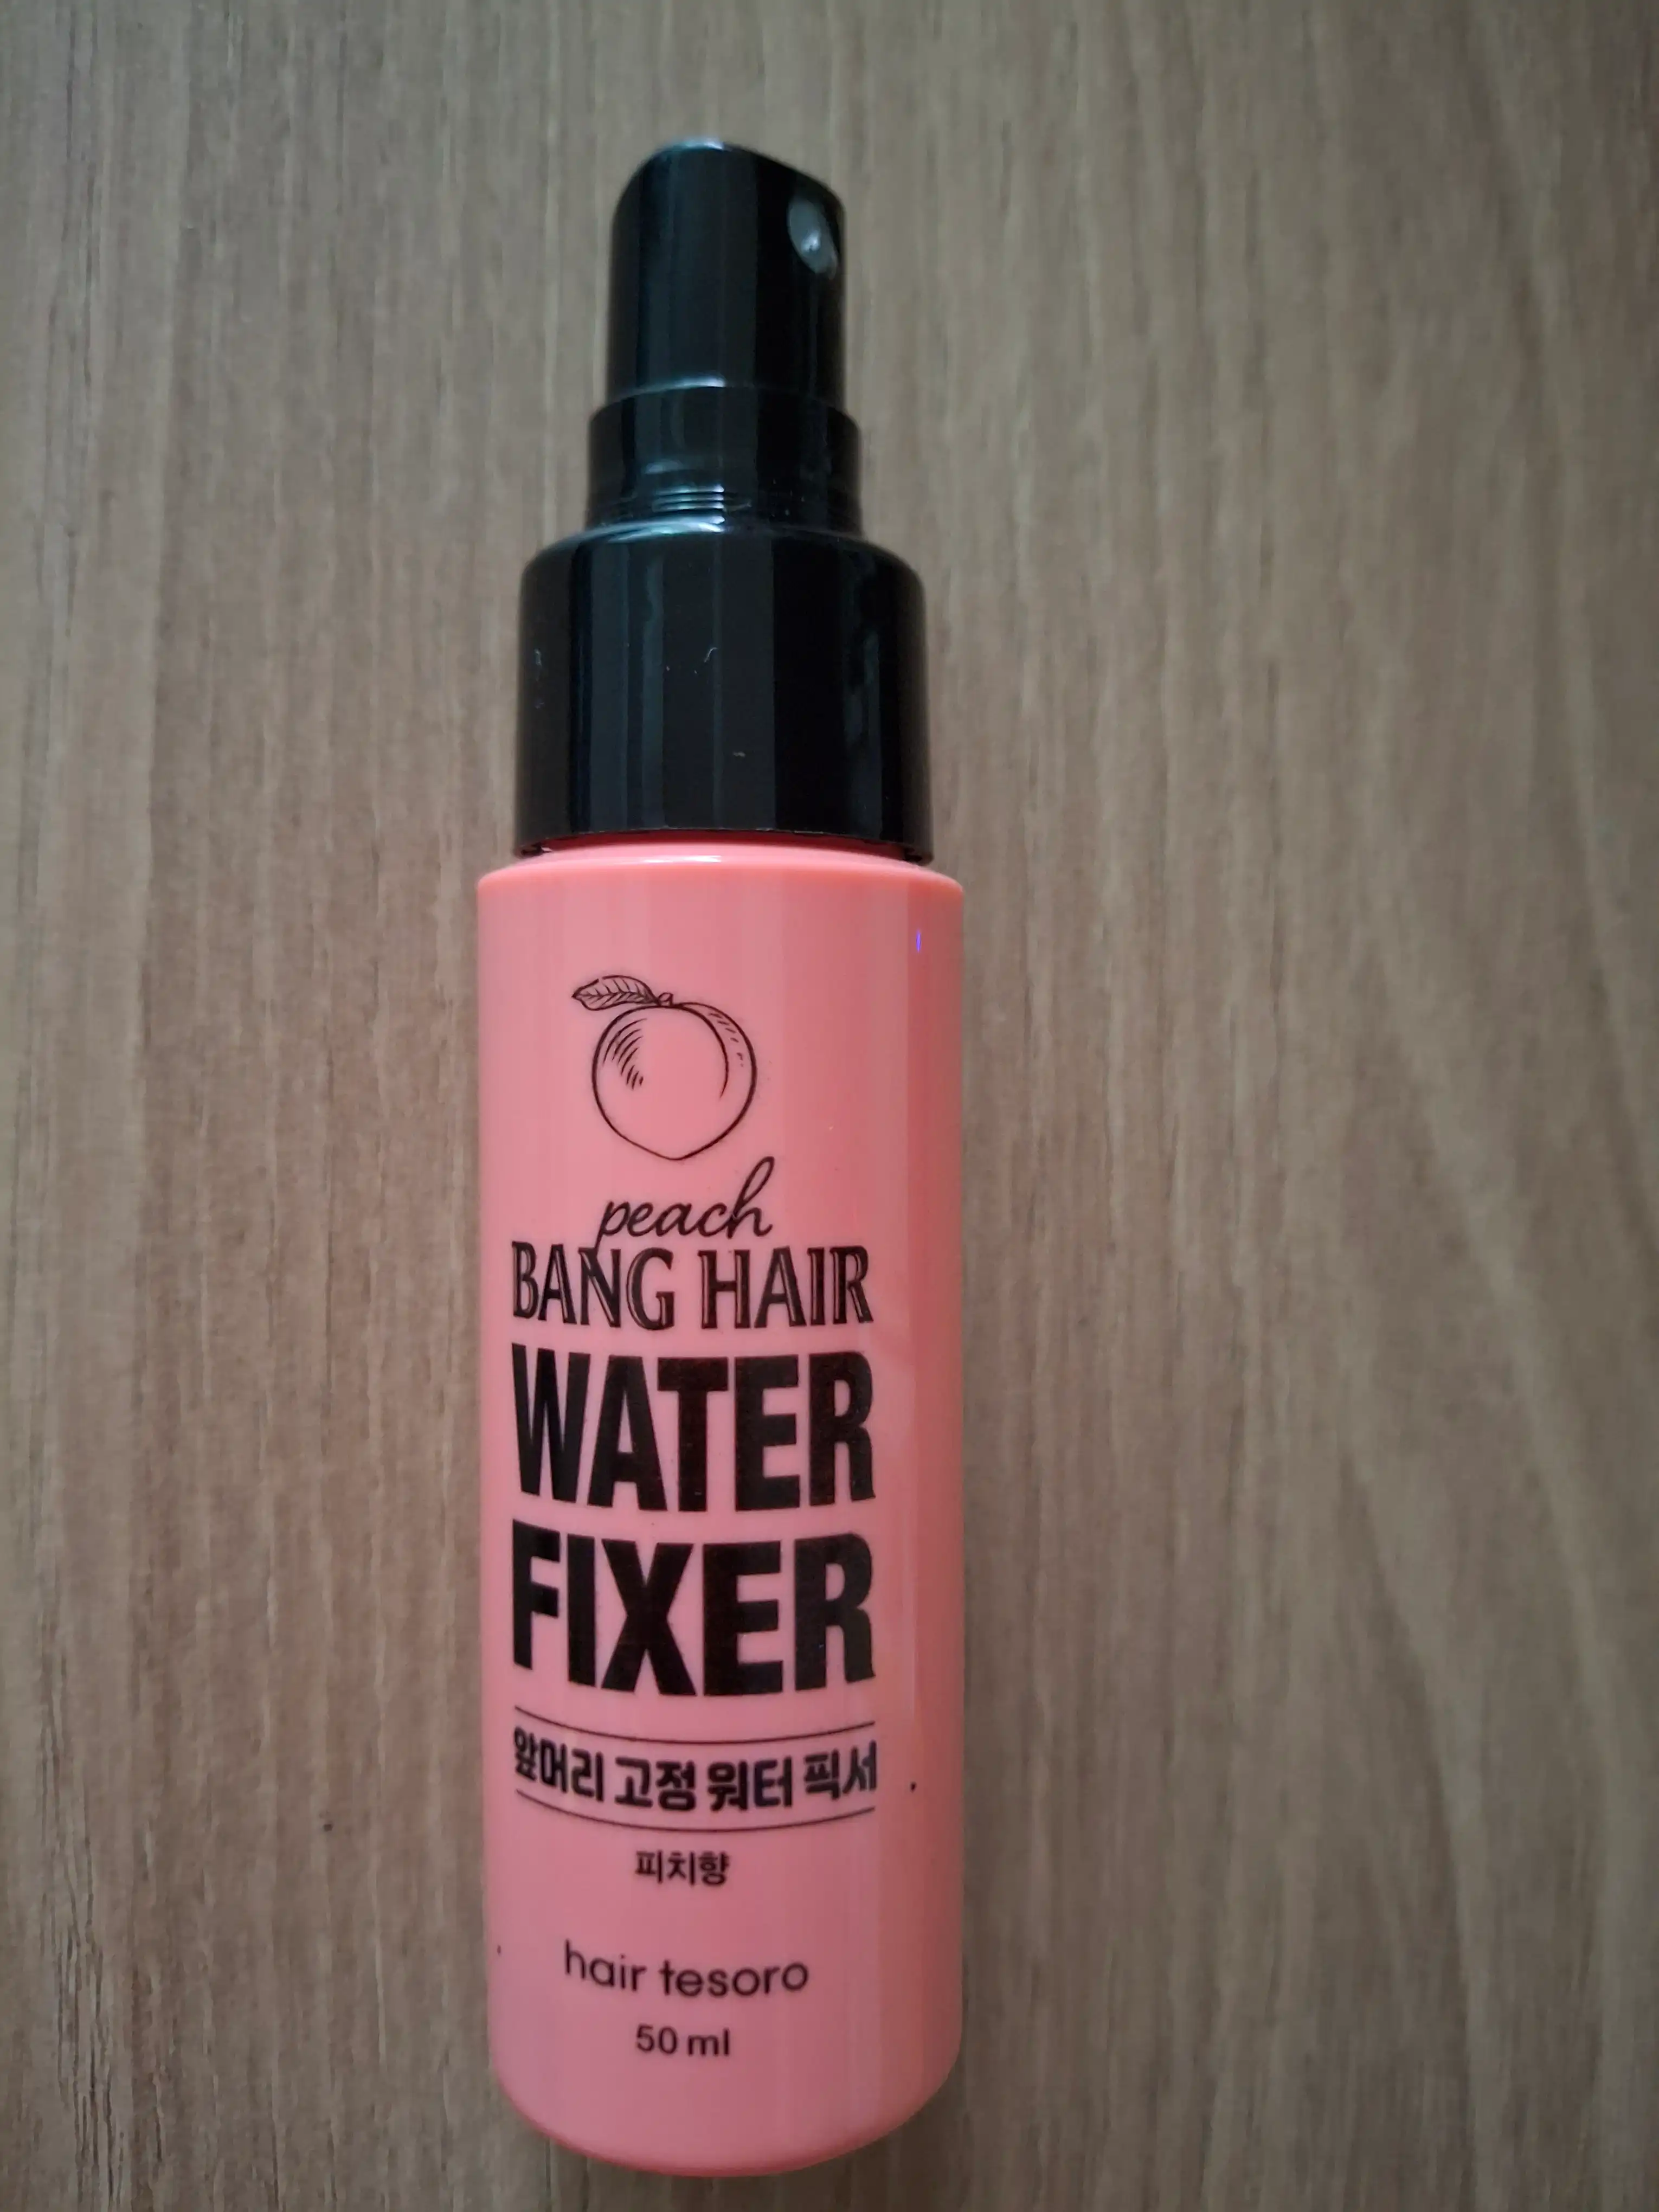 peach
BANG HAIR
WATER
FIXER
앞머리 고정 워터 픽서
피치향
hair tesoro
50 ml